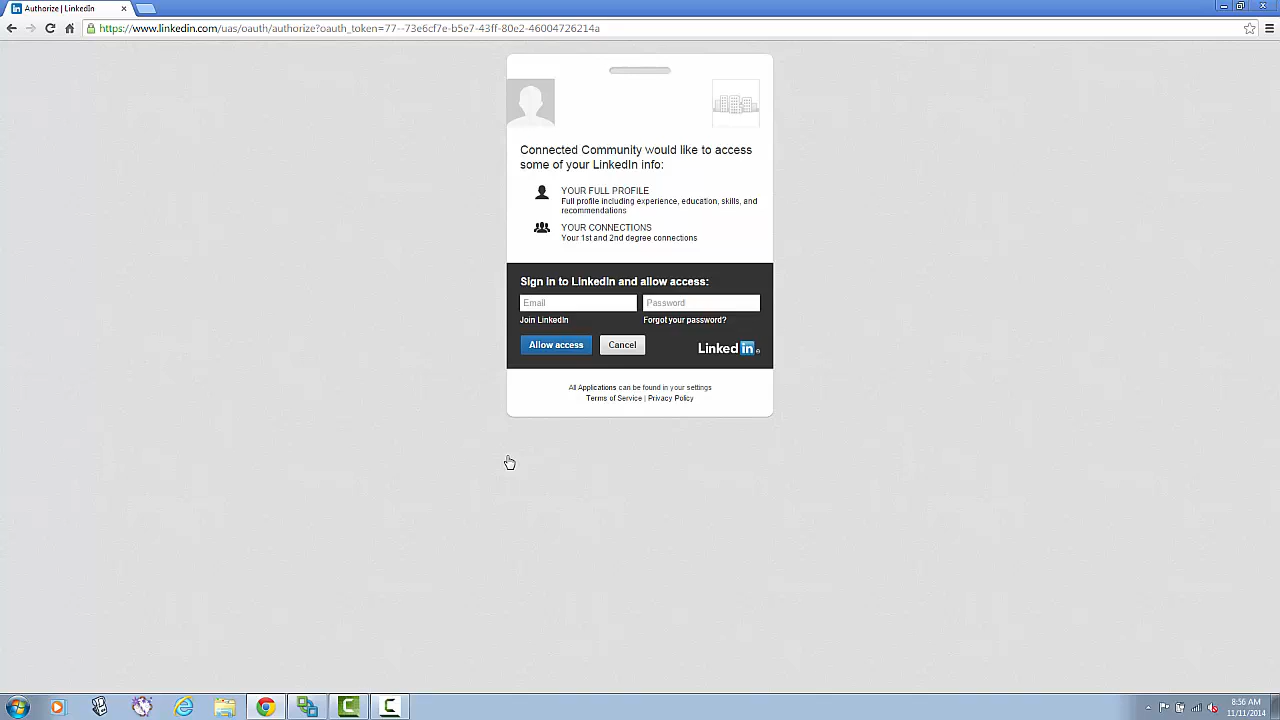 Authorize | LinkedIn
https://www.linkedin.com/uas/oauth/authorize?oauth_token=77--73e6cf7e-b5e7-43ff-80e2-46004726214a
Connected Community would like to access
some of your LinkedIn info:
YOUR FULL PROFILE
Full profile including experience, education, skills, and
recommendations
YOUR CONNECTIONS
Your 1st and 2nd degree connections
Sign in to LinkedIn and allow access:
Email Password
Join LinkedIn Forgot your password?
Allow access Cancel Linked in
All Applications can be found in your settings
Terms of Service | Privacy Policy
8:56 AM
11/11/2014